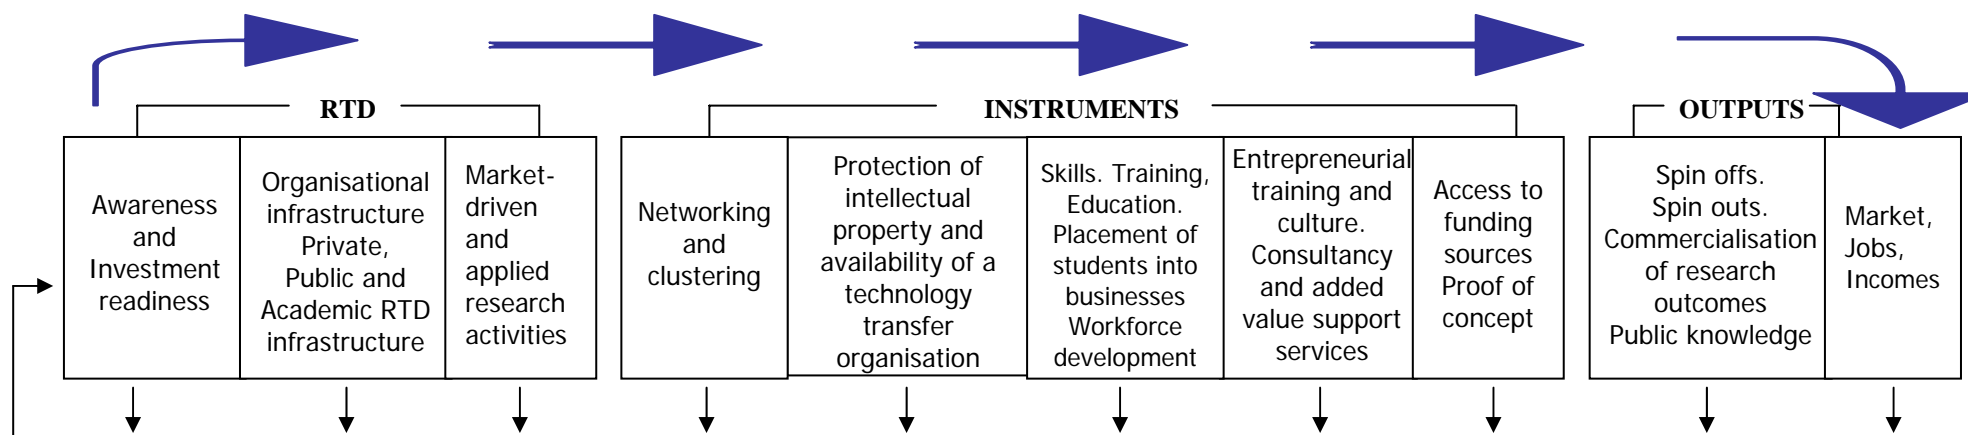 RTD
INSTRUMENTS
OUTPUTS
Awareness
and
Investment
readiness
Organisational
infrastructure
Private,
Public and
Academic RTD
infrastructure
Market-
driven
and
applied
research
activities
Networking
and
clustering
Protection of
intellectual
property and
availability of a
technology
transfer
organisation
Skills. Training,
Education.
Placement of
students into
businesses
Workforce
development
Entrepreneurial
training and
culture.
Consultancy
and added
value support
services
Access to
funding
sources
Proof of
concept
Spin offs.
Spin outs.
Commercialisation
of research
outcomes
Public knowledge
Market,
Jobs,
Incomes